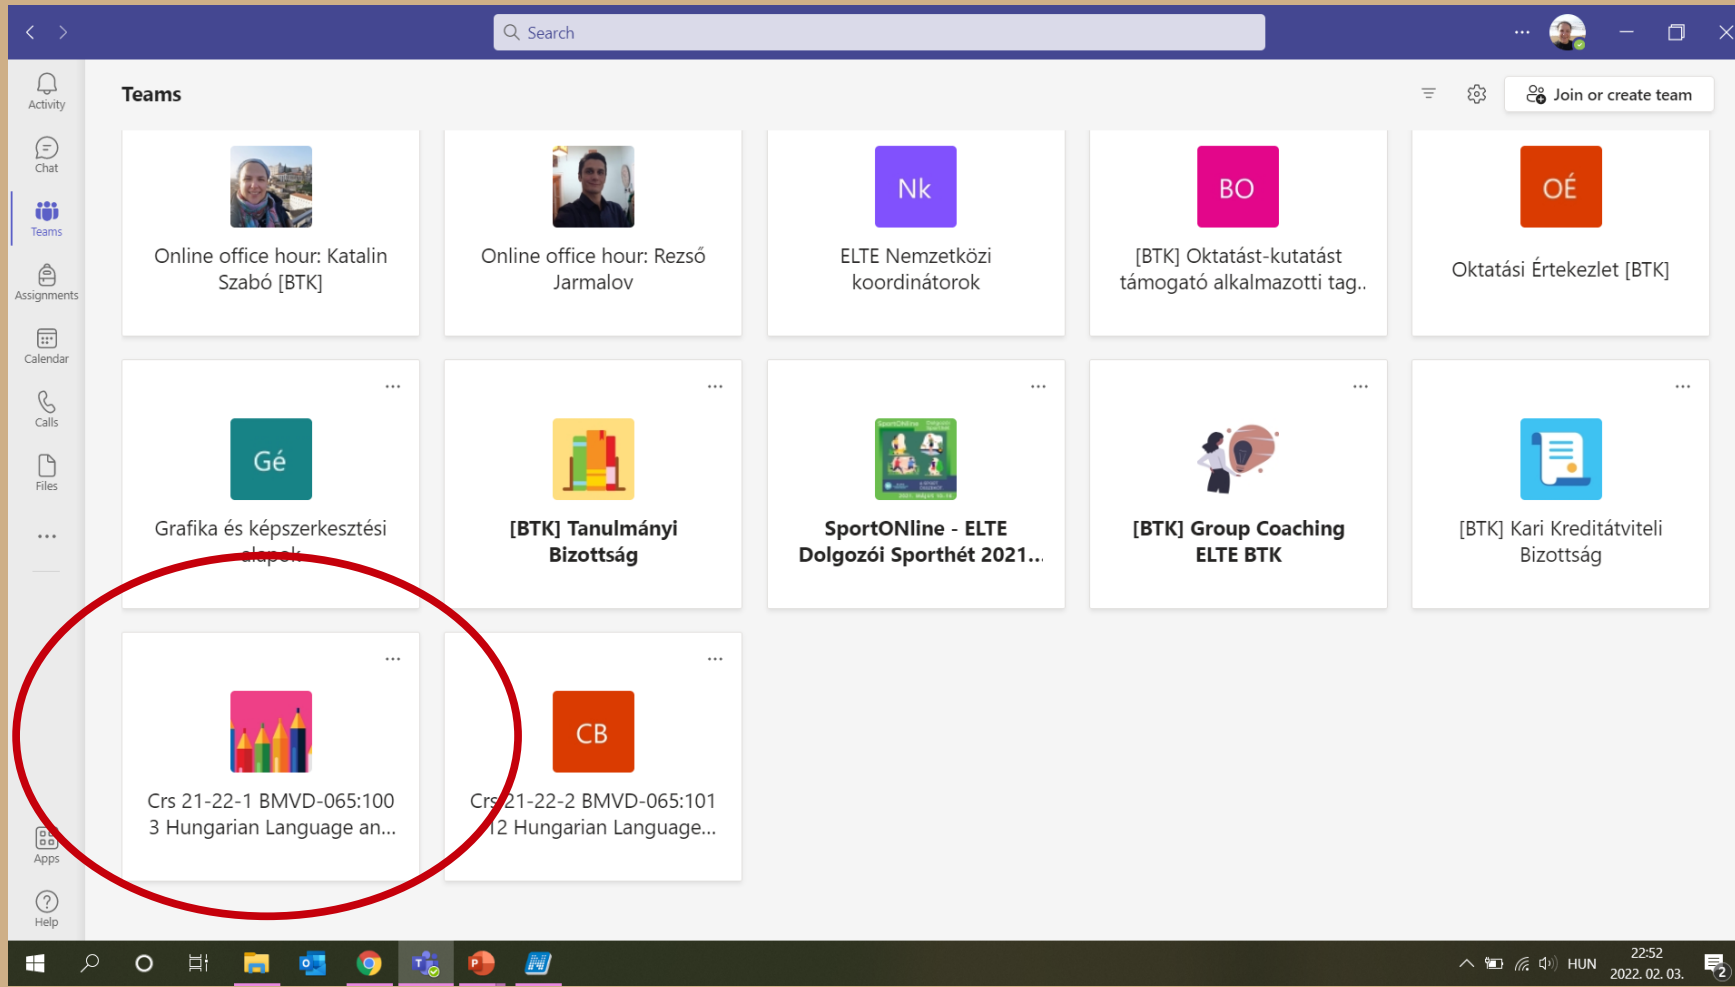 Search
Activity
Chat
Teams
Assignments
Calendar
Calls
Files
Apps
Help
Teams
Join or create team
Online office hour: Katalin
Szabó [BTK]
Online office hour: Rezső
Jarmalov
Nk
ELTE Nemzetközi
koordinátorok
BO
[BTK] Oktatást-kutatást
támogató alkalmazotti tag..
OÉ
Oktatási Értekezlet [BTK]
Gé
Grafika és képszerkesztési
alapok
[BTK] Tanulmányi
Bizottság
SportONline
SportONline - ELTE
Dolgozói Sporthét 2021...
[BTK] Group Coaching
ELTE BTK
[BTK] Kari Kreditátviteli
Bizottság
Crs 21-22-1 BMVD-065:100
3 Hungarian Language an...
CB
Crs 21-22-2 BMVD-065:101
12 Hungarian Language...
HUN
22:52
2022. 02. 03.
2